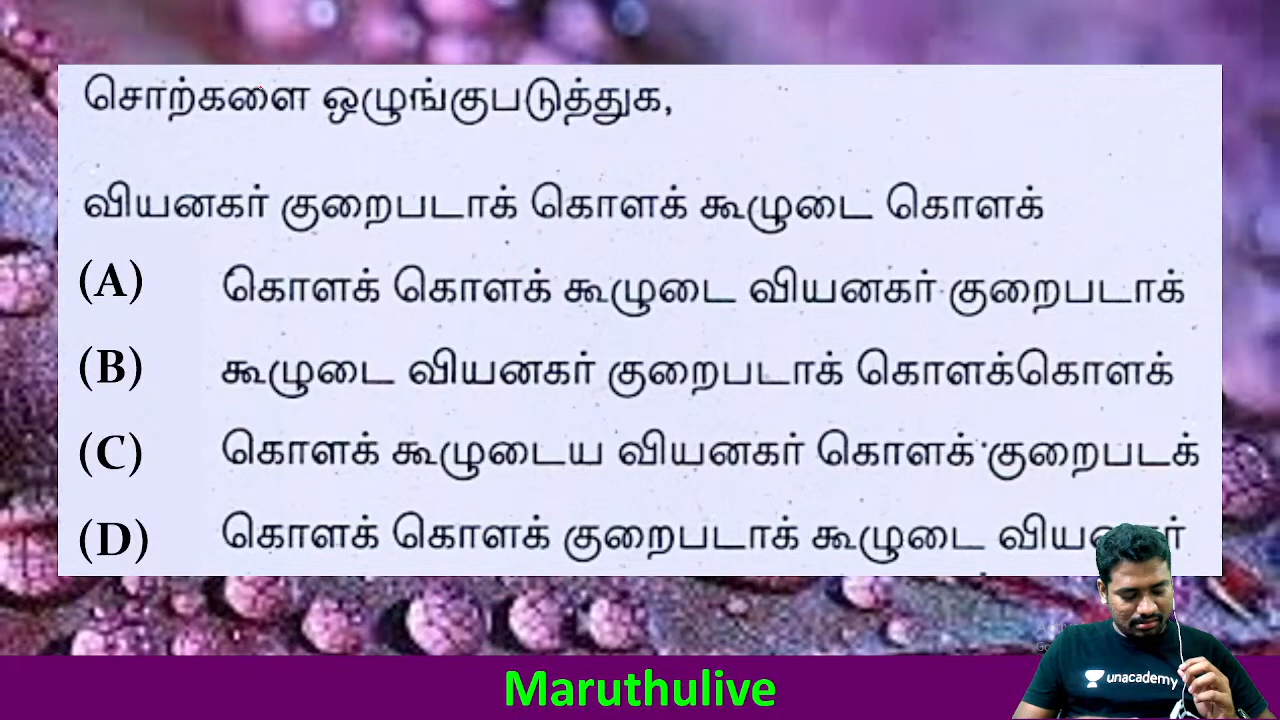 சொற்களை ஒழுங்குபடுத்துக,
வியனகர் குறைபடாக் கொளக் கூழுடை கொளக்
(A) கொளக் கொளக் கூழுடை வியனகர் குறைபடாக்
(B) கூழுடை வியனகர் குறைபடாக் கொளக்கொளக்
(C) கொளக் கூழுடைய வியனகர் கொளக் குறைபடக்
(D) கொளக் கொளக் குறைபடாக் கூழுடை
unacademy
Maruthulive